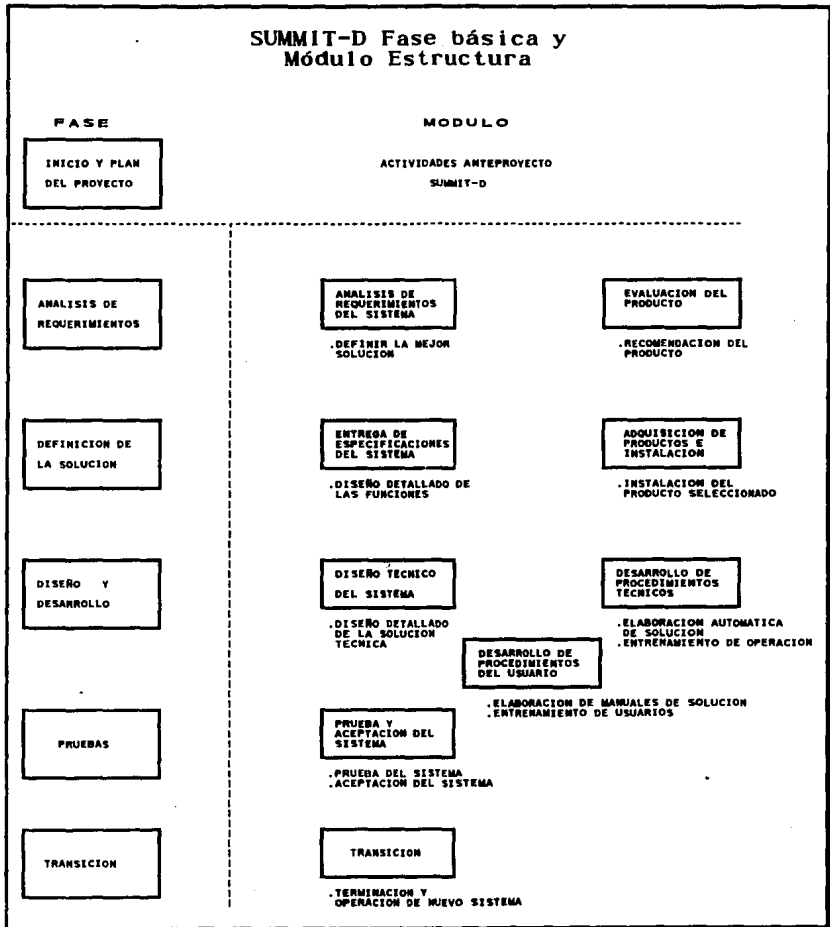 SUMMIT-D Fase básica y
Módulo Estructura
FASE
MODULO
INICIO Y PLAN
DEL PROYECTO
ACTIVIDADES ANTEPROYECTO
SUMMIT-D
ANALISIS DE
REQUERIMIENTOS
ANALISIS DE
REQUERIMIENTOS
DEL SISTEMA
.DEFINIR LA MEJOR
SOLUCION
EVALUACION DEL
PRODUCTO
.RECOMENDACION DEL
PRODUCTO
DEFINICION DE
LA SOLUCION
ENTREGA DE
ESPECIFICACIONES
DEL SISTEMA
.DISEÑO DETALLADO DE
LAS FUNCIONES
ADQUISICION DE
PRODUCTOS E
INSTALACION
.INSTALACION DEL
PRODUCTO SELECCIONADO
DISEÑO Y
DESARROLLO
DISEÑO TECNICO
DEL SISTEMA
.DISEÑO DETALLADO
DE LA SOLUCION
TECNICA
DESARROLLO DE
PROCEDIMIENTOS
TECNICOS
.ELABORACION AUTOMATICA
DE SOLUCION
.ENTRENAMIENTO DE OPERACION
DESARROLLO DE
PROCEDIMIENTOS
DEL USUARIO
.ELABORACION DE MANUALES DE SOLUCION
.ENTRENAMIENTO DE USUARIOS
PRUEBAS
PRUEBA Y
ACEPTACION DEL
SISTEMA
.PRUEBA DEL SISTEMA
.ACEPTACION DEL SISTEMA
TRANSICION
TRANSICION
.TERMINACION Y
OPERACION DE NUEVO SISTEMA